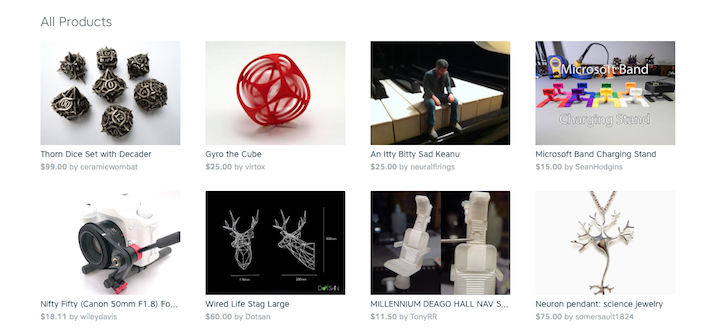 All Products
Thorn Dice Set with Decader
$99.00 by ceramicwombat
Gyro the Cube
$25.00 by virtox
An Itty Bitty Sad Keanu
$25.00 by neuralfirings
Microsoft Band
Charging Stand
Microsoft Band Charging Stand
$15.00 by SeanHodgins
Nifty Fifty (Canon 50mm F1.8) Fo...
$18.11 by wileydavis
DOTSAN
Wired Life Stag Large
$60.00 by Dotsan
MILLENNIUM DEAGO HALL NAV S...
$11.50 by TonyRR
Neuron pendant: science jewelry
$75.00 by somersault1824